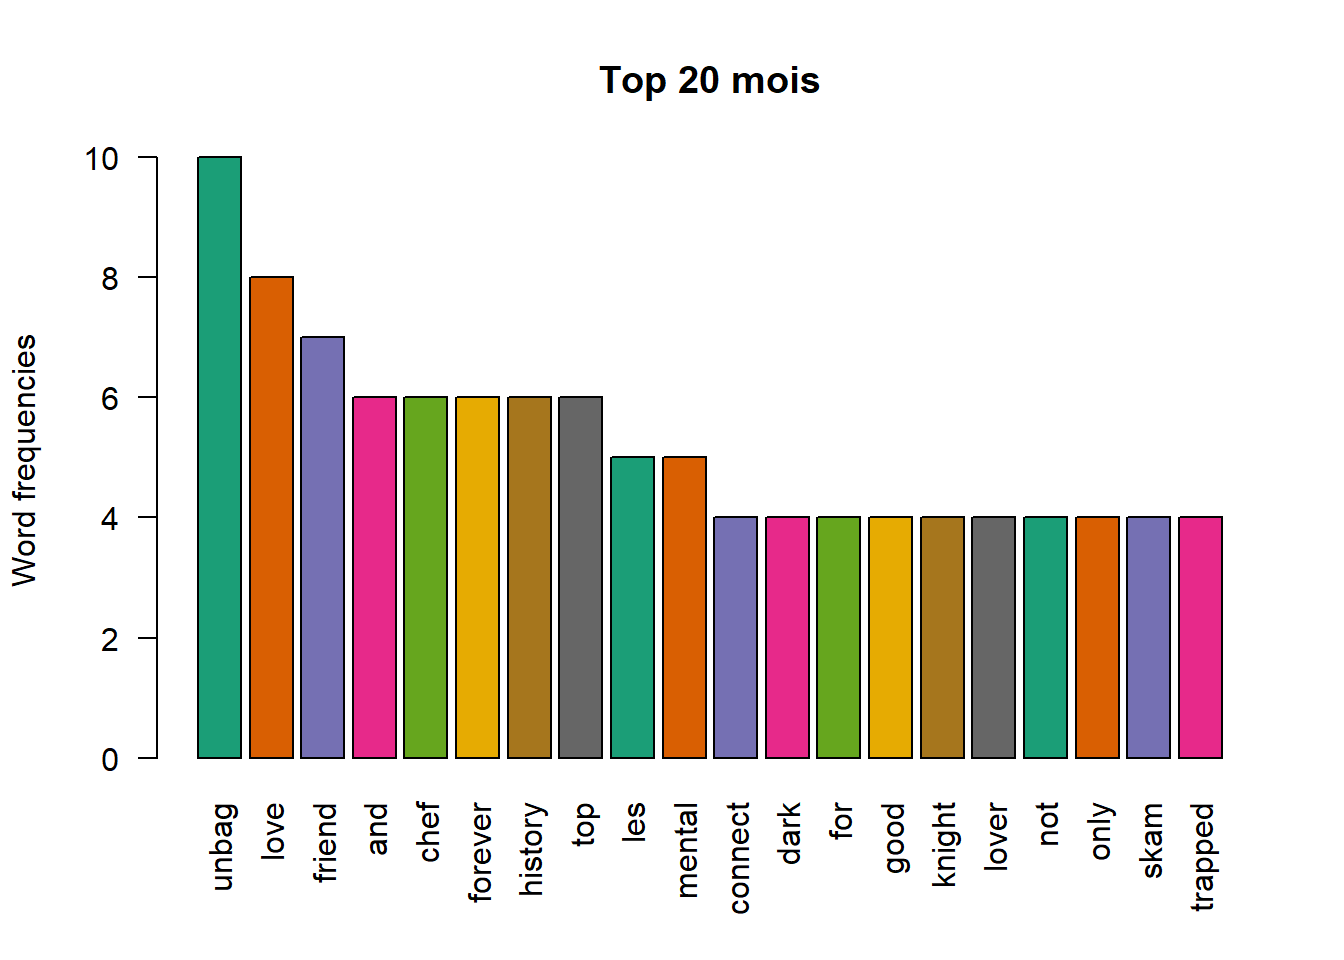 Top 20 mois
Word frequencies
10
8
6
4
2
0
unbag
love
friend
and
chef
forever
history
top
les
mental
connect
dark
for
good
knight
lover
not
only
skam
trapped